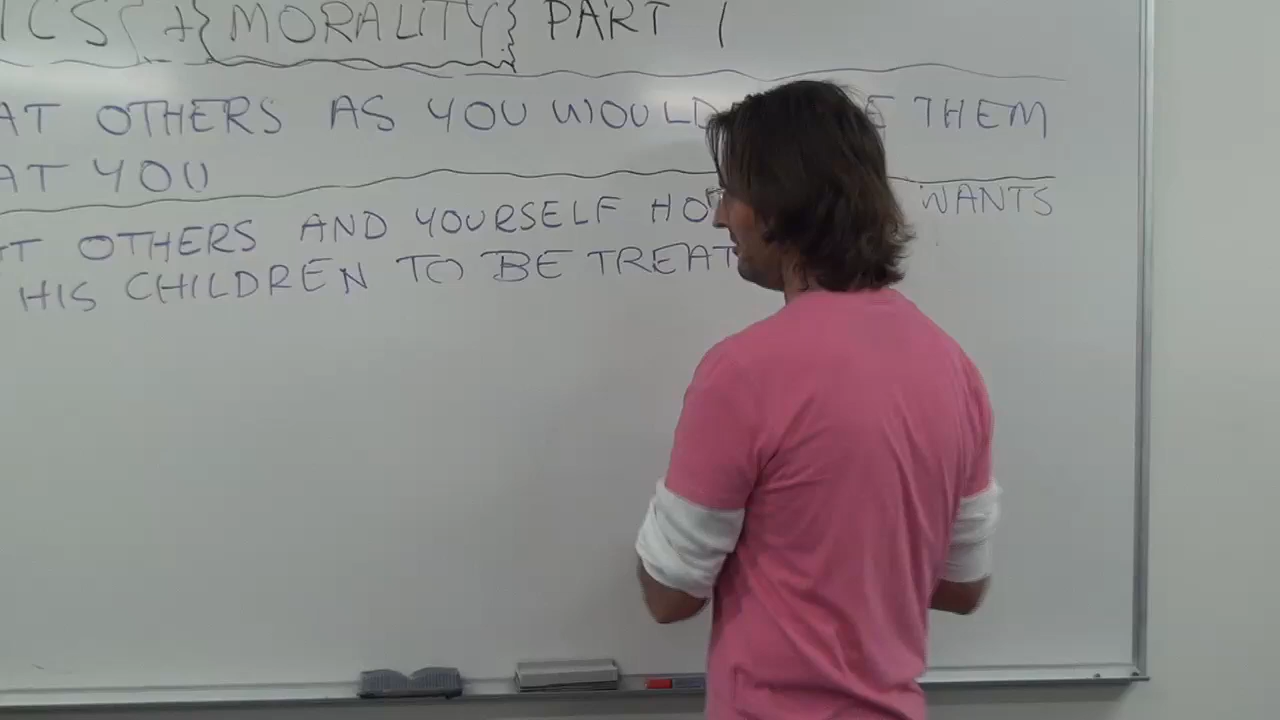 ICS} + {MORALITY} PART 1
AT OTHERS AS YOU WOULD THEM
AT YOU
AT OTHERS AND YOURSELF HO WANTS
HIS CHILDREN TO BE TREAT